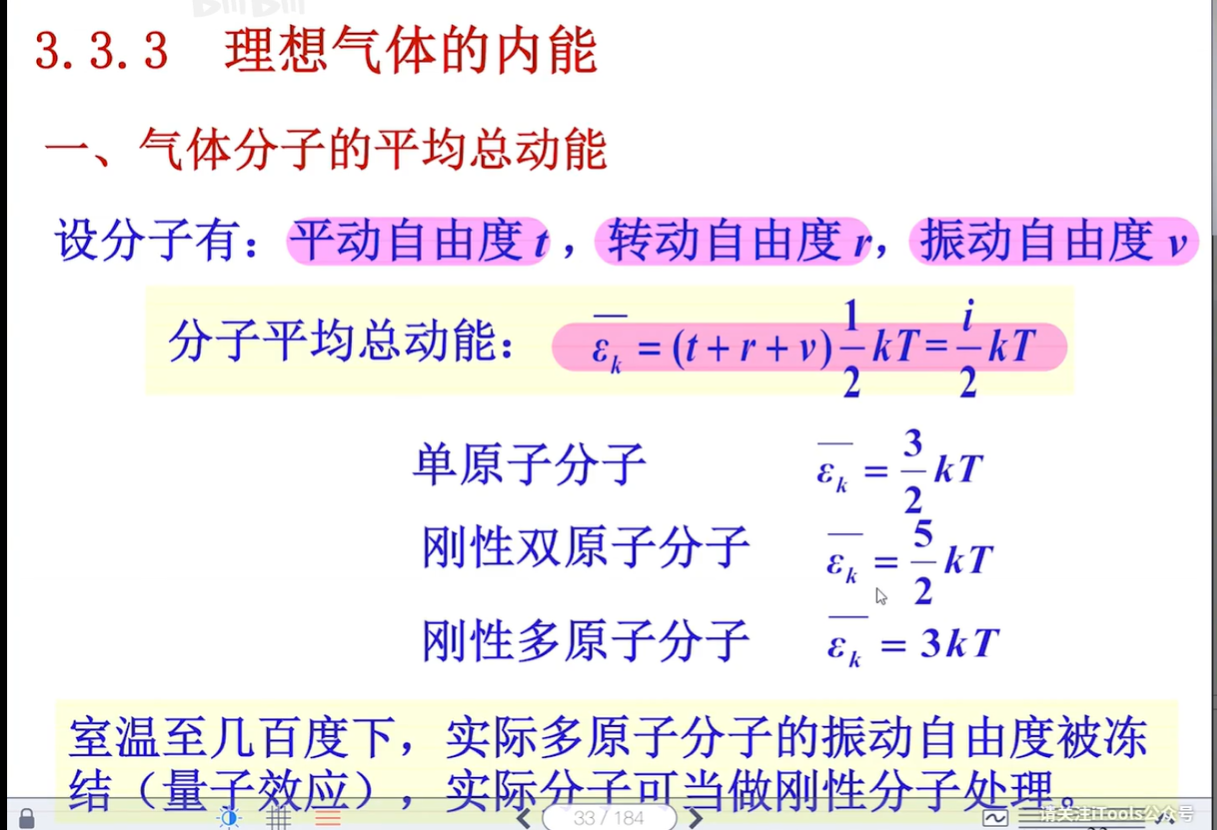 3.3.3 理想气体的内能
一、气体分子的平均总动能
设分子有：平动自由度 t，转动自由度 r，振动自由度 v
分子平均总动能： $\overline{\varepsilon_k} = (t+r+v)\frac{1}{2}kT = \frac{i}{2}kT$
单原子分子 $\overline{\varepsilon_k} = \frac{3}{2}kT$
刚性双原子分子 $\overline{\varepsilon_k} = \frac{5}{2}kT$
刚性多原子分子 $\overline{\varepsilon_k} = 3kT$
室温至几百度下，实际多原子分子的振动自由度被冻
结（量子效应），实际分子可当做刚性分子处理。
33 / 184
请关注iTools公众号